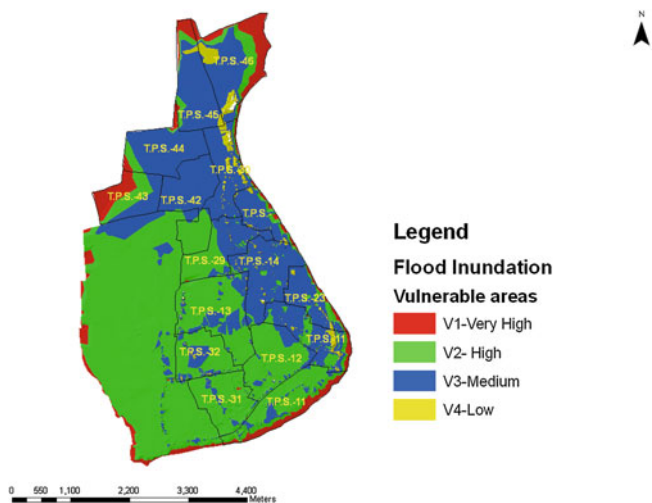 N
T.P.S.-46
T.P.S.-45
T.P.S.-44
T.P.S.-43
T.P.S.-42
T.P.S.-
T.P.S.-29
T.P.S.-14
T.P.S.-23
T.P.S.-13
T.P.S.-11
T.P.S.-32
T.P.S.-12
T.P.S.-31
T.P.S.-11
Legend
Flood Inundation
Vulnerable areas
V1-Very High
V2- High
V3-Medium
V4-Low
0 550 1,100 2,200 3,300 4,400
Meters